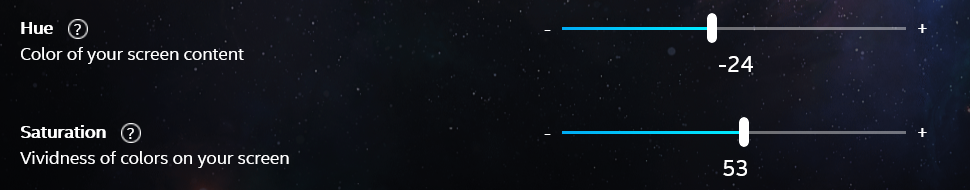 Hue ?
Color of your screen content
- +
-24
Saturation ?
Vividness of colors on your screen
- +
53